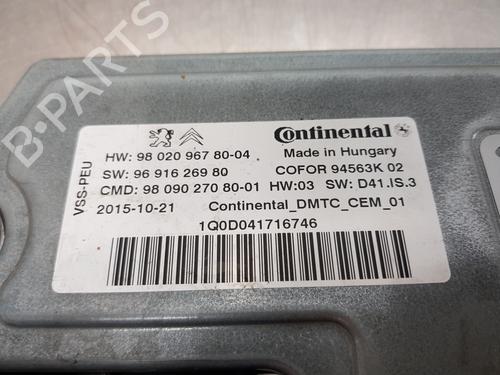 B-PARTS
Continental
HW: 98 020 967 80-04 Made in Hungary
SW: 96 916 269 80 COFOR 94563K 02
CMD: 98 090 270 80-01 HW:03 SW: D41.IS.3
2015-10-21 Continental_DMTC_CEM_01
1Q0D041716746
VSS-PEU